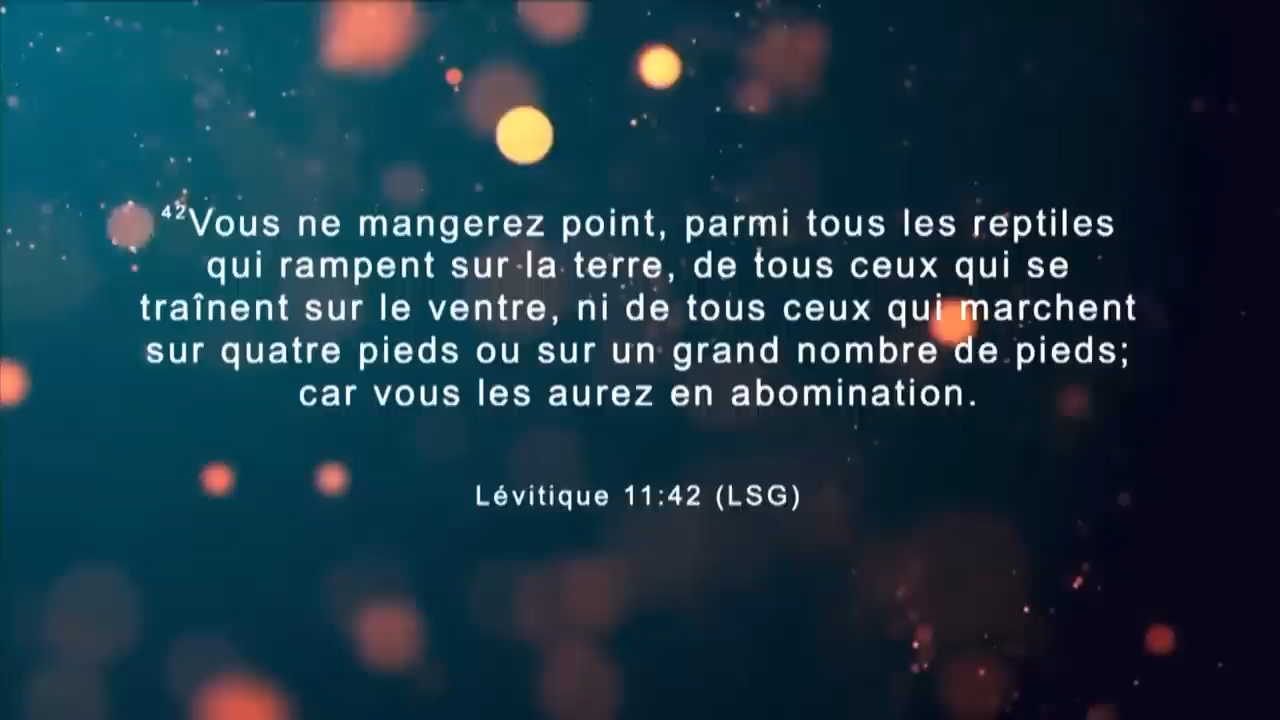 ⁴²Vous ne mangerez point, parmi tous les reptiles
qui rampent sur la terre, de tous ceux qui se
traînent sur le ventre, ni de tous ceux qui marchent
sur quatre pieds ou sur un grand nombre de pieds;
car vous les aurez en abomination.
Lévitique 11:42 (LSG)